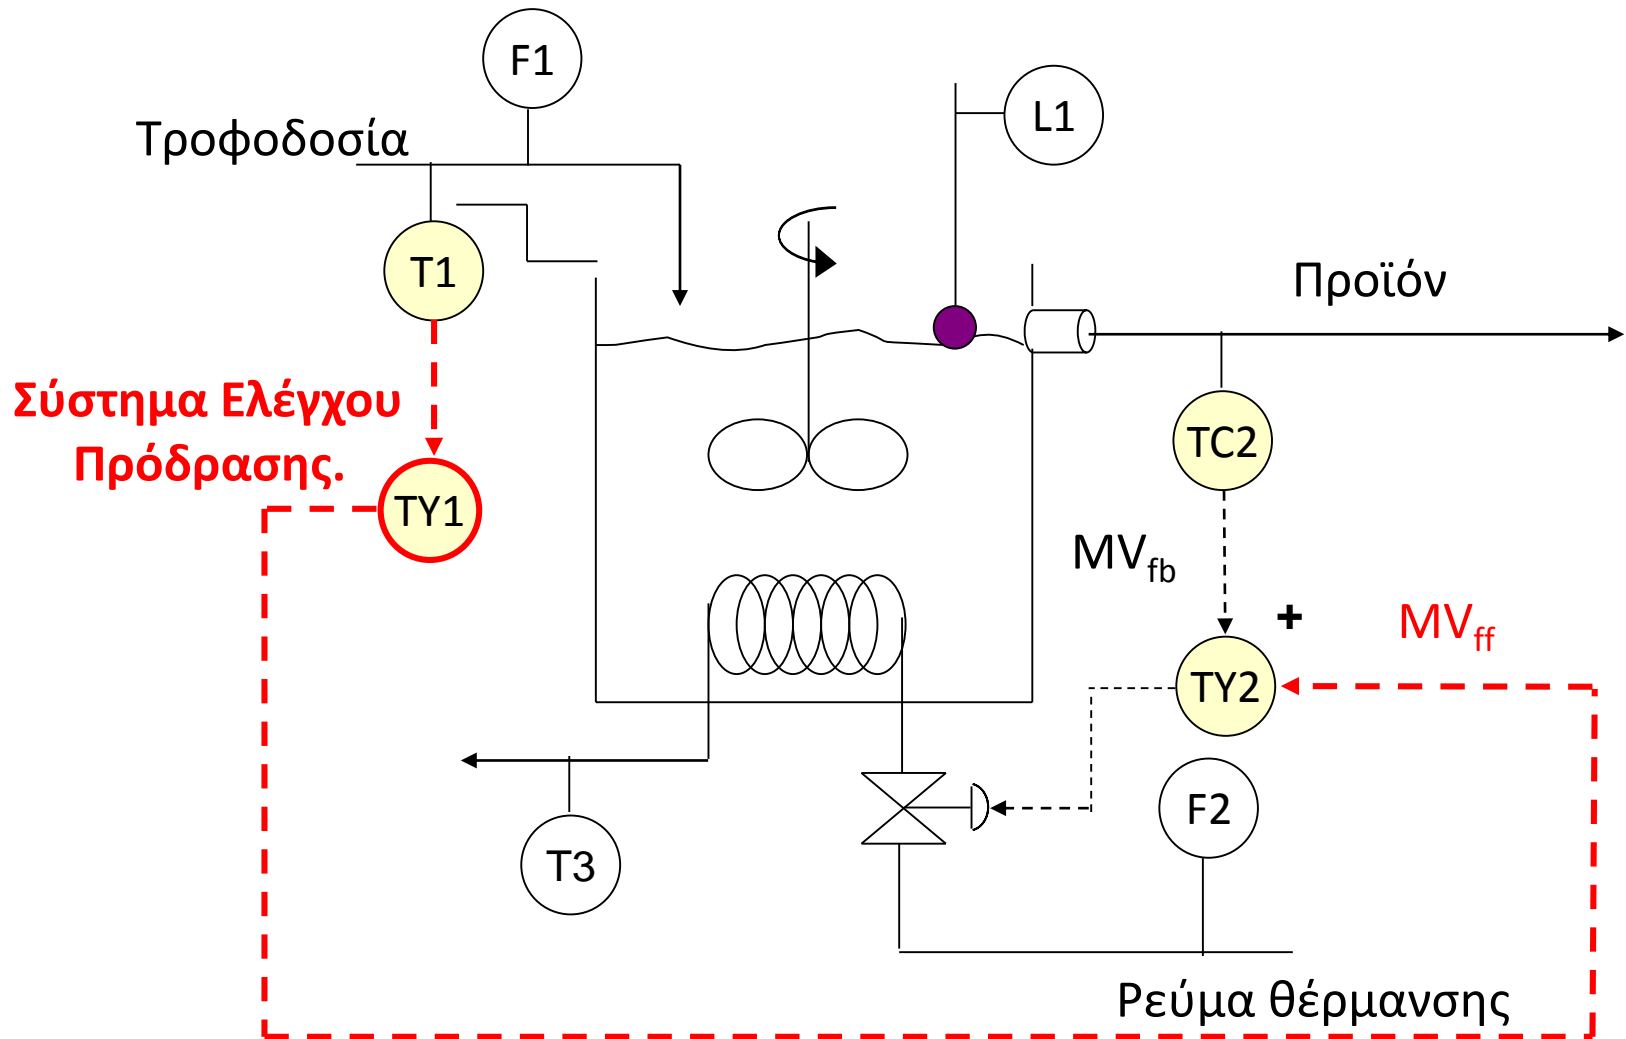 F1
L1
Τροφοδοσία
T1
Προϊόν
Σύστημα Ελέγχου
Πρόδρασης.
TC2
TY1
MVfb
+
MVff
TY2
F2
T3
Ρεύμα θέρμανσης